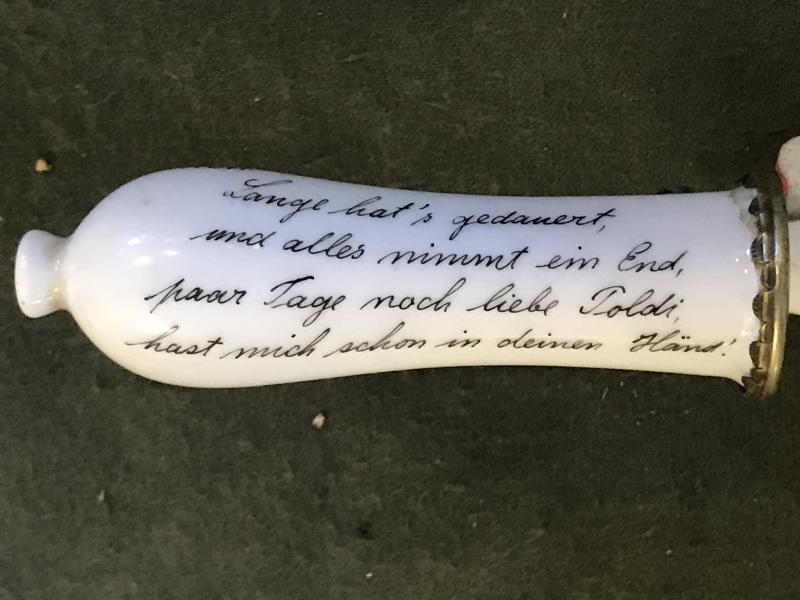 Lange hat's gedauert,
und alles nimmt ein End,
paar Tage noch liebe Poldi,
hast mich schon in deinen Händ!